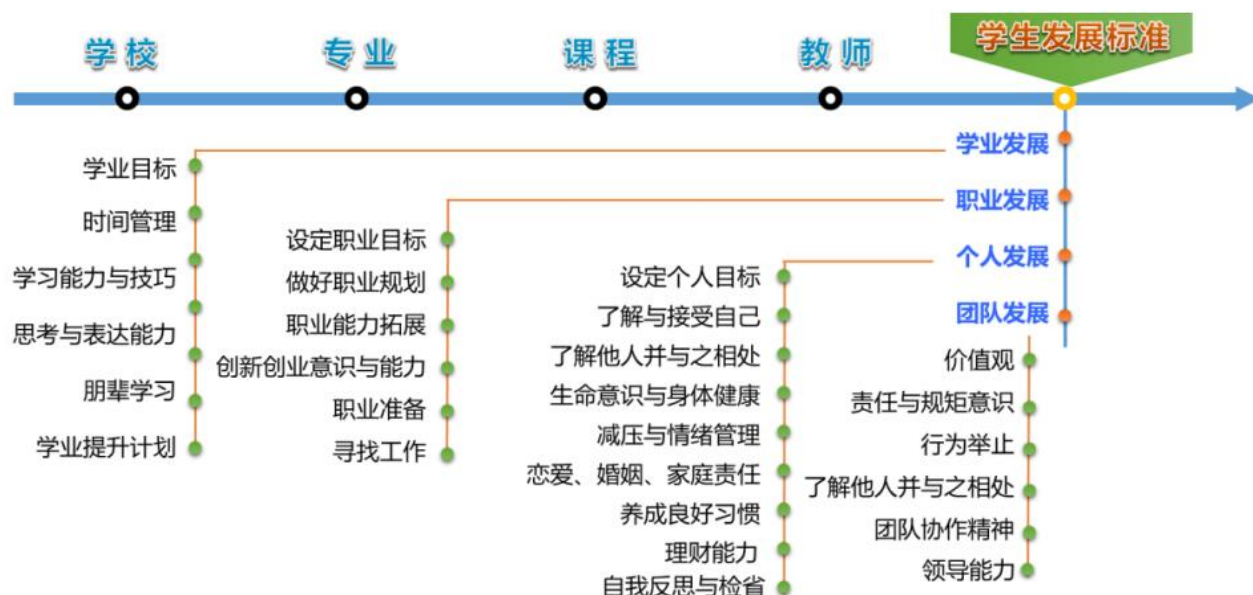 学校
专业
课程
教师
学生发展标准
学业发展
职业发展
个人发展
团队发展
学业目标
时间管理
学习能力与技巧
思考与表达能力
朋辈学习
学业提升计划
设定职业目标
做好职业规划
职业能力拓展
创新创业意识与能力
职业准备
寻找工作
设定个人目标
了解与接受自己
了解他人并与之相处
生命意识与身体健康
减压与情绪管理
恋爱、婚姻、家庭责任
养成良好习惯
理财能力
自我反思与检省
价值观
责任与规矩意识
行为举止
了解他人并与之相处
团队协作精神
领导能力